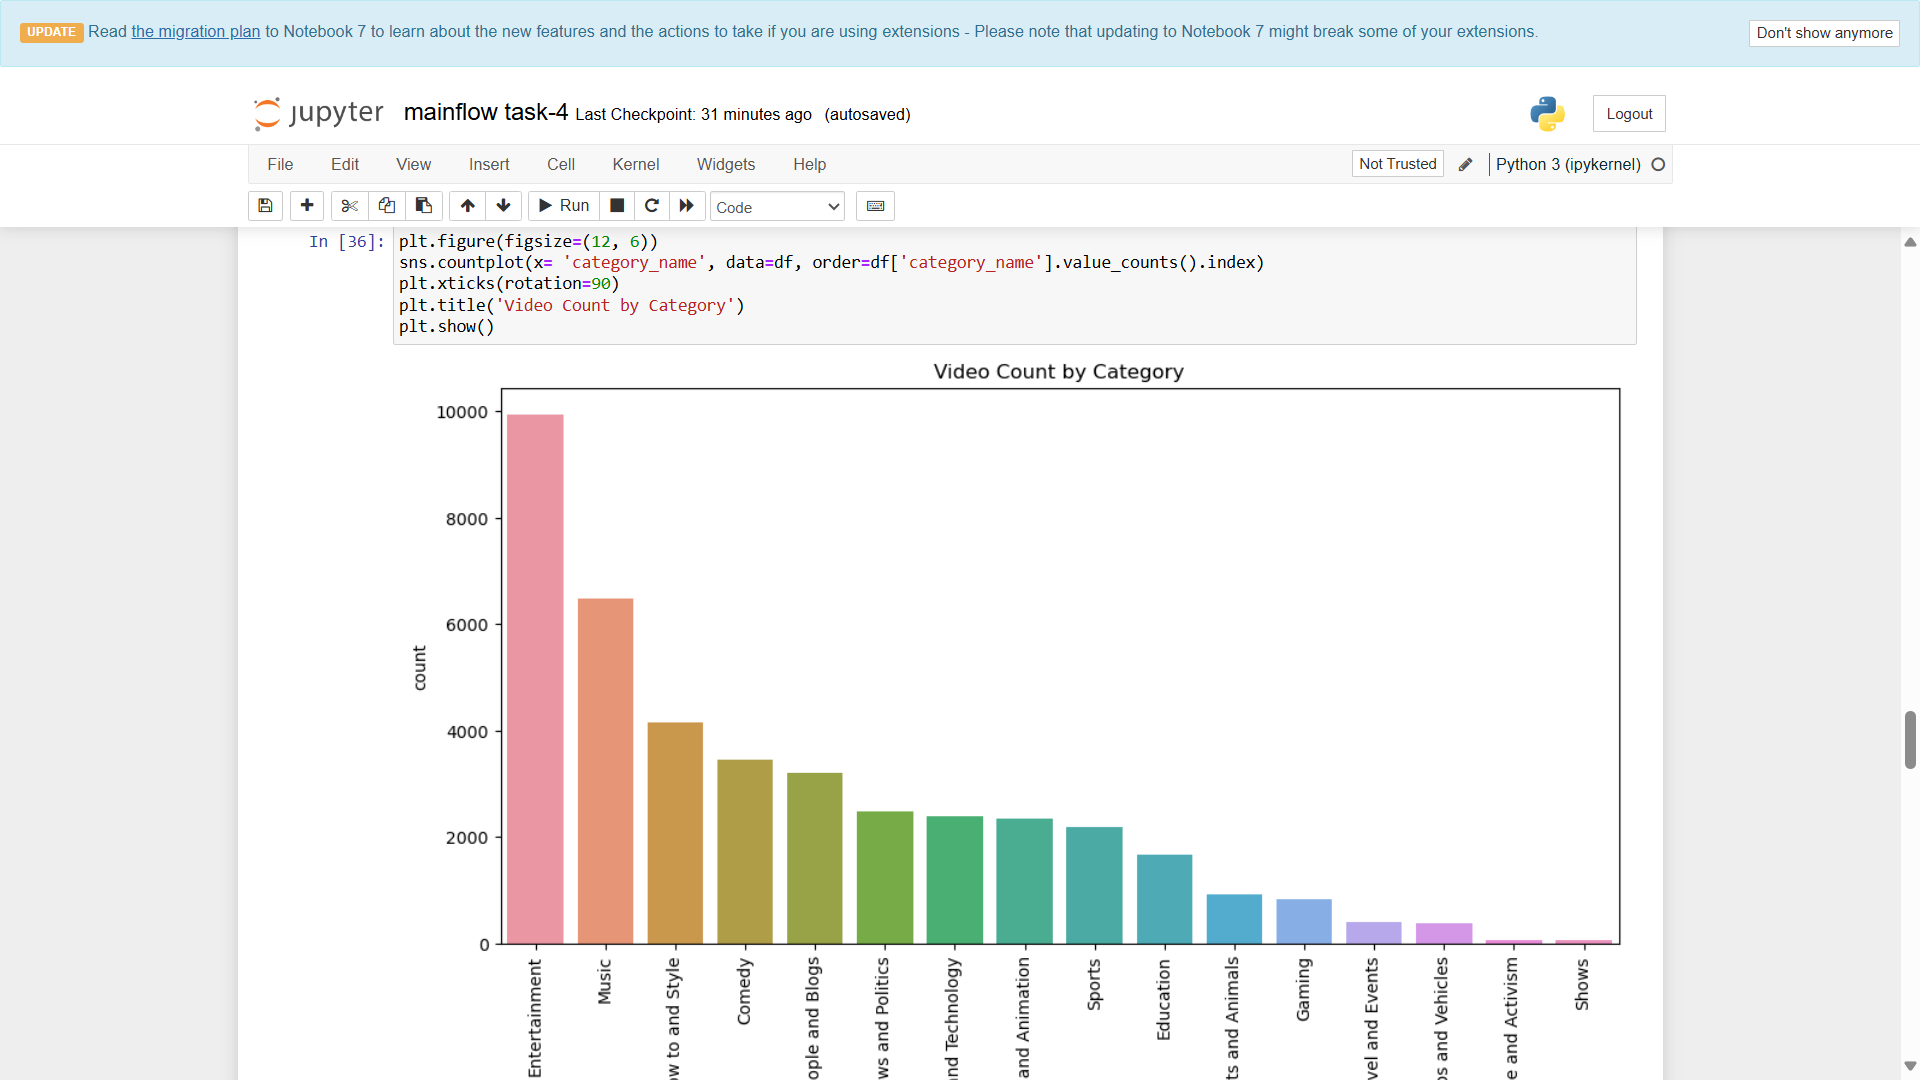 UPDATE Read the migration plan to Notebook 7 to learn about the new features and the actions to take if you are using extensions - Please note that updating to Notebook 7 might break some of your extensions.
Don't show anymore
jupyter mainflow task-4 Last Checkpoint: 31 minutes ago (autosaved)
Logout
File Edit View Insert Cell Kernel Widgets Help
Not Trusted
Python 3 (ipykernel)
Run
Code
In [36]: plt.figure(figsize=(12, 6))
sns.countplot(x= 'category_name', data=df, order=df['category_name'].value_counts().index)
plt.xticks(rotation=90)
plt.title('Video Count by Category')
plt.show()
Video Count by Category
10000
8000
6000
4000
2000
0
count
Entertainment
Music
to and Style
Comedy
and Blogs
and Politics
Technology
and Animation
Sports
Education
and Animals
Gaming
and Events
and Vehicles
and Activism
Shows